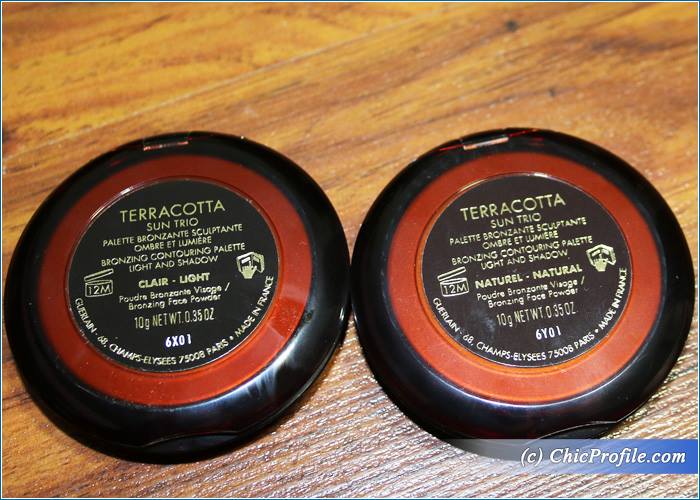 TERRACOTTA
SUN TRIO
PALETTE BRONZANTE SCULPTANTE
OMBRE ET LUMIÈRE
BRONZING CONTOURING PALETTE
LIGHT AND SHADOW
CLAIR - LIGHT
12M
Poudre Bronzante Visage /
Bronzing Face Powder
10g NET WT. 0.35 OZ
6X01
GUERLAIN • 68, CHAMPS-ELYSEES 75008 PARIS • MADE IN FRANCE
TERRACOTTA
SUN TRIO
PALETTE BRONZANTE SCULPTANTE
OMBRE ET LUMIÈRE
BRONZING CONTOURING PALETTE
LIGHT AND SHADOW
NATUREL - NATURAL
12M
Poudre Bronzante Visage /
Bronzing Face Powder
10g NET WT. 0.35 OZ
6Y01
GUERLAIN • 68, CHAMPS-ELYSEES 75008 PARIS • MADE IN FRANCE
(c) ChicProfile.com